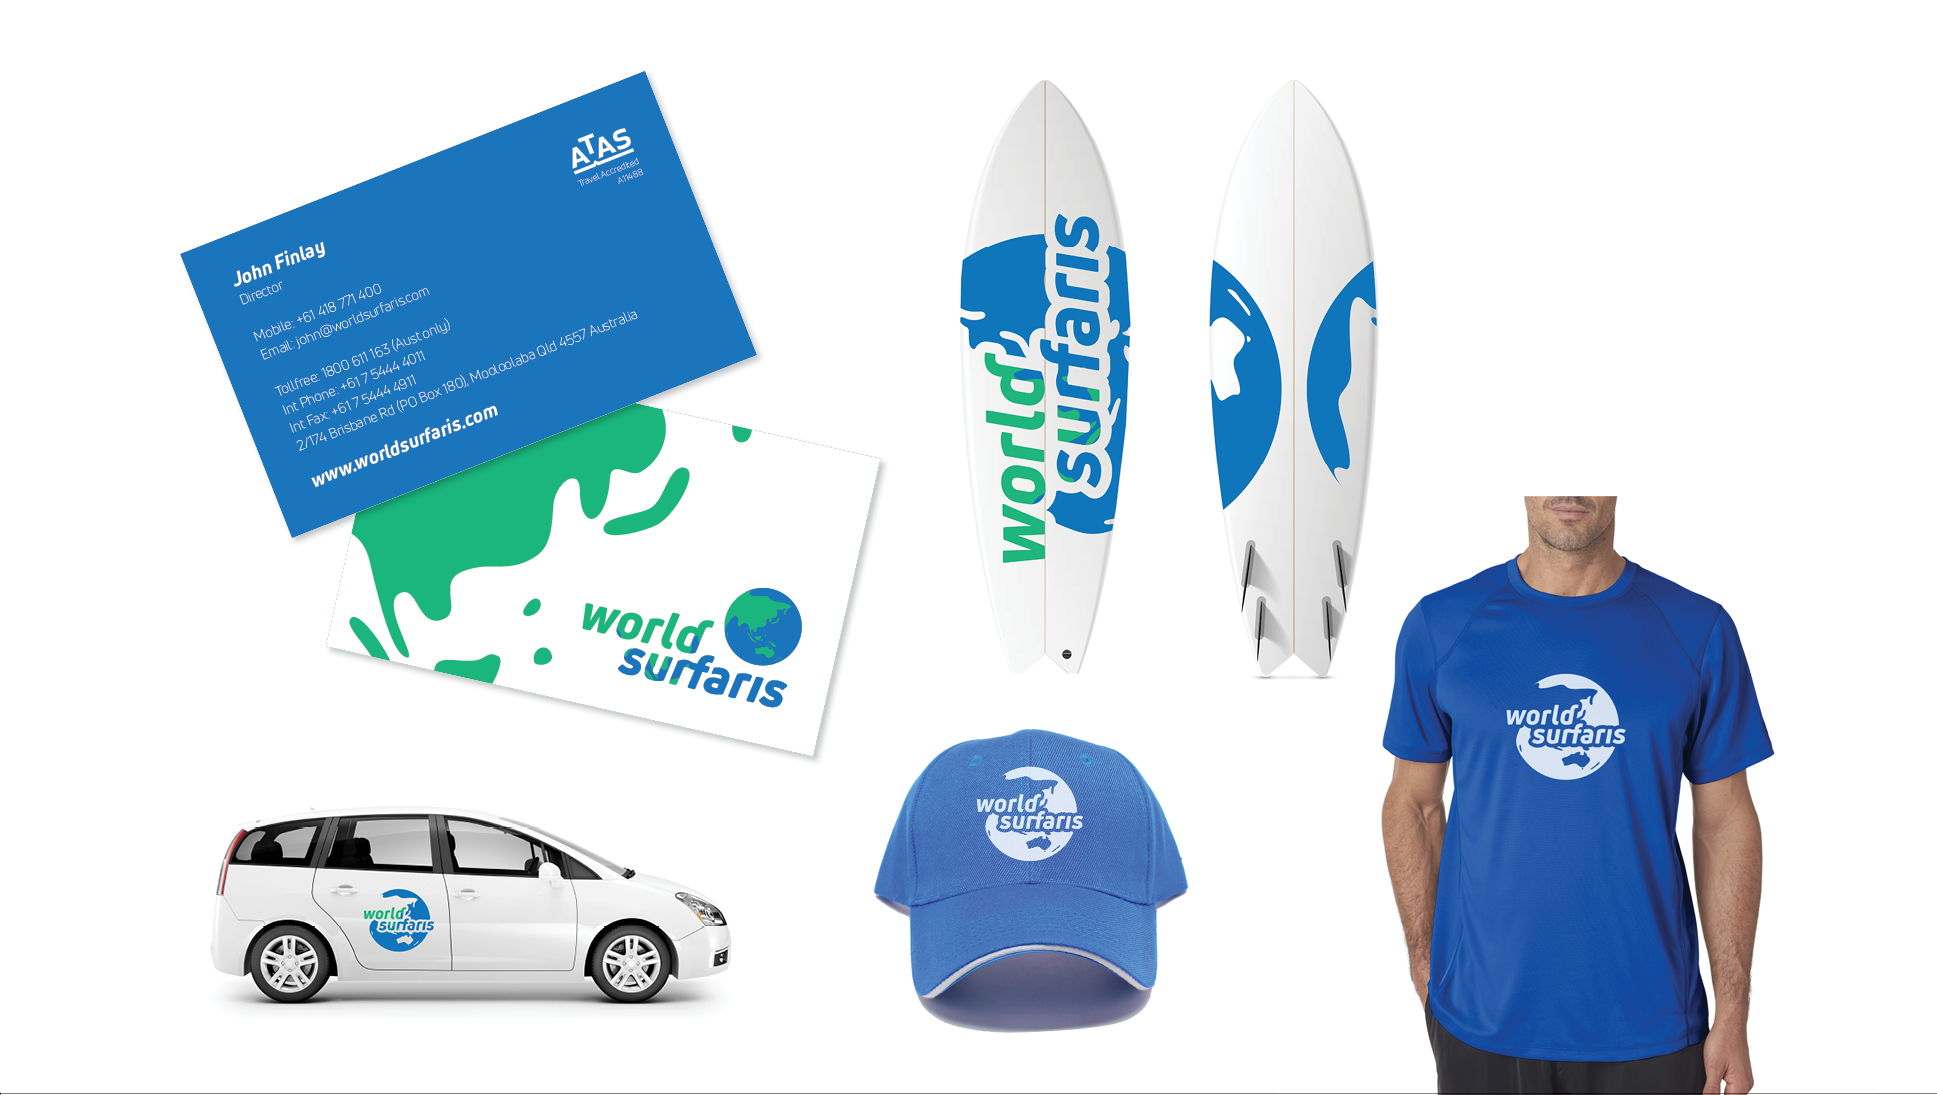 ATAS
Travel Accredited
A11488
John Finlay
Director
Mobile: +61 418 771 400
Email: john@worldsurfaris.com
Tollfree: 1800 611 163 (Aust only)
Int Phone: +61 7 5444 4011
Int Fax: +61 7 5444 4911
2/174 Brisbane Rd (PO Box 180), Mooloolaba Qld 4557 Australia
www.worldsurfaris.com
world
surfaris
world
surfaris
world
surfaris
world
surfaris
world
surfaris